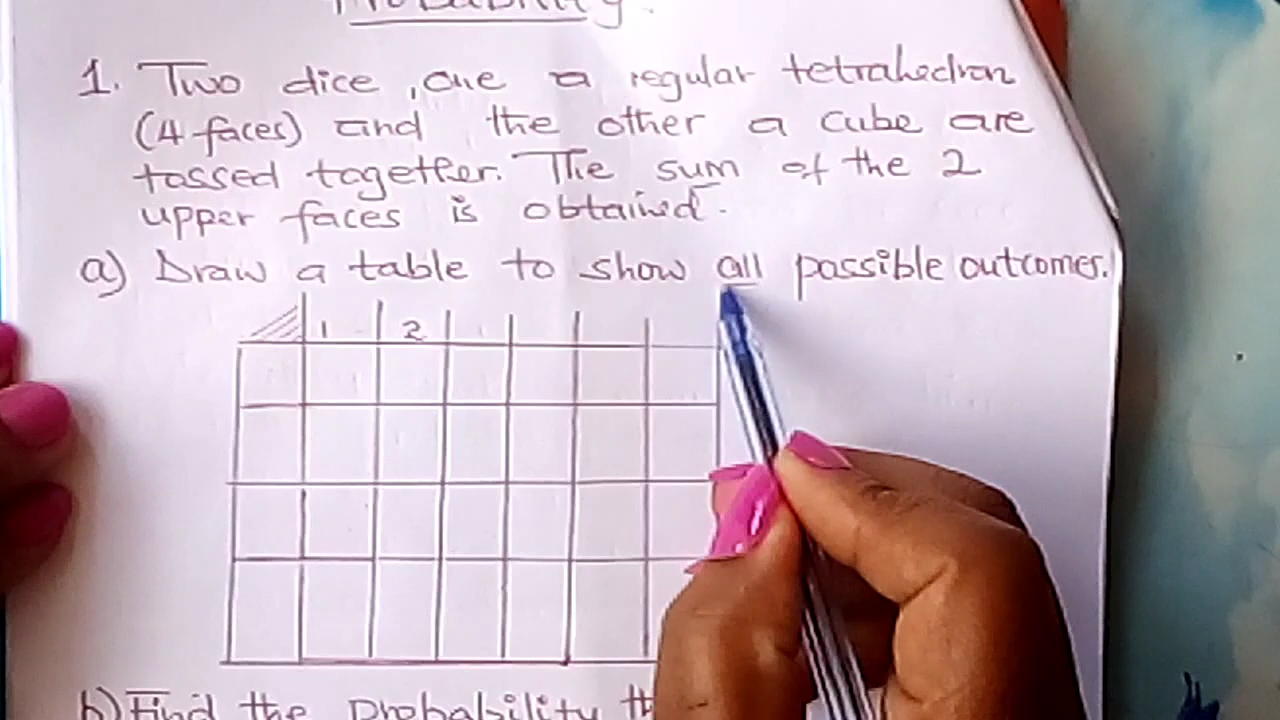 Probability.
1. Two dice, one a regular tetrahedron
(4 faces) and the other a cube are
tossed together. The sum of the 2
upper faces is obtained.
a) Draw a table to show all possible outcomes.
1 2
b) Find the probability